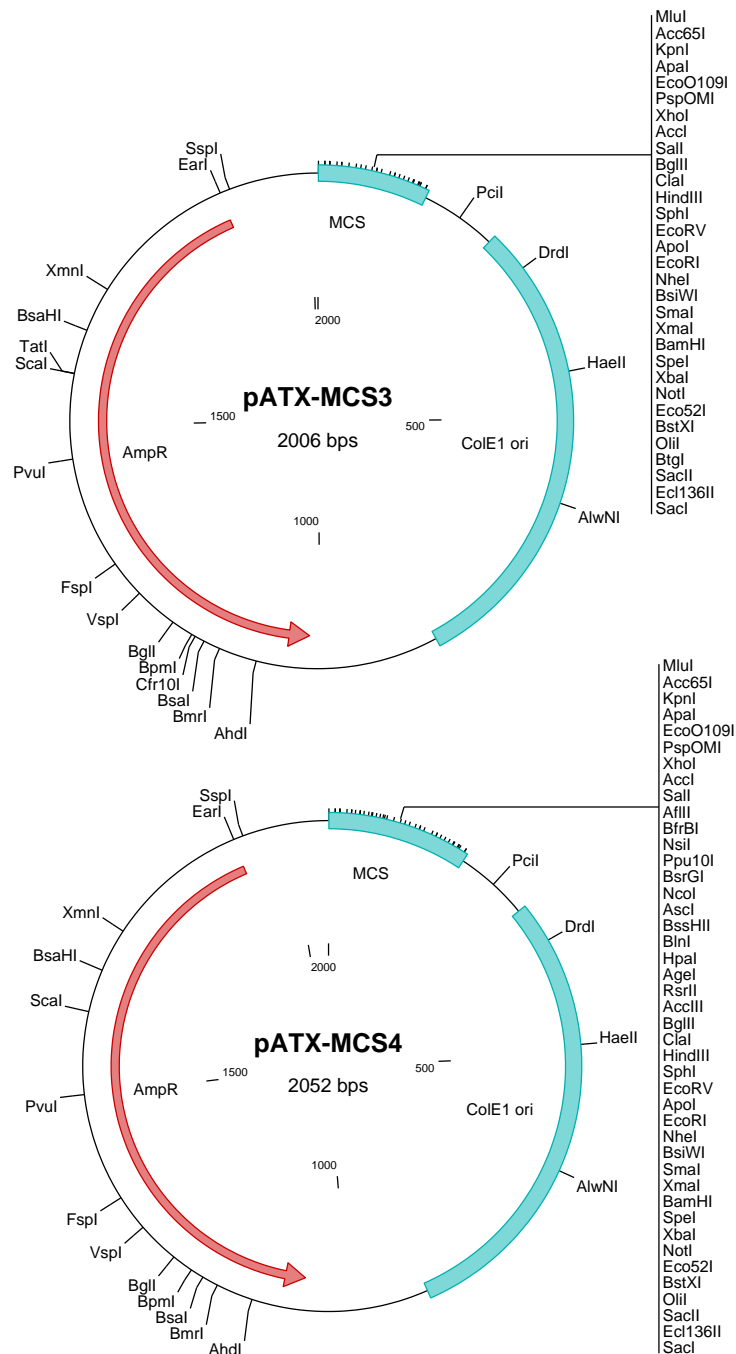 MluI
Acc65I
KpnI
ApaI
EcoO109I
PspOMI
XhoI
AccI
SalI
BglII
ClaI
HindIII
SphI
EcoRV
ApoI
EcoRI
NheI
BsiWI
SmaI
XmaI
BamHI
SpeI
XbaI
NotI
Eco52I
BstXI
OliI
BtgI
SacII
Ecl136II
SacI
SspI
EarI
XmnI
BsaHI
TatI
ScaI
PvuI
FspI
VspI
BglI
BpmI
Cfr10I
BsaI
BmrI
AhdI
MCS
PciI
DrdI
HaeII
AlwNI
ColE1 ori
AmpR
2000
1500
500
1000
pATX-MCS3
2006 bps
MluI
Acc65I
KpnI
ApaI
EcoO109I
PspOMI
XhoI
AccI
SalI
AflII
BfrBI
NsiI
Ppu10I
BsrGI
NcoI
AscI
BssHII
BlnI
HpaI
AgeI
RsrII
AccIII
BglII
ClaI
HindIII
SphI
EcoRV
ApoI
EcoRI
NheI
BsiWI
SmaI
XmaI
BamHI
SpeI
XbaI
NotI
Eco52I
BstXI
OliI
SacII
Ecl136II
SacI
SspI
EarI
XmnI
BsaHI
ScaI
PvuI
FspI
VspI
BglI
BpmI
BsaI
BmrI
AhdI
MCS
PciI
DrdI
HaeII
AlwNI
ColE1 ori
AmpR
2000
1500
500
1000
pATX-MCS4
2052 bps